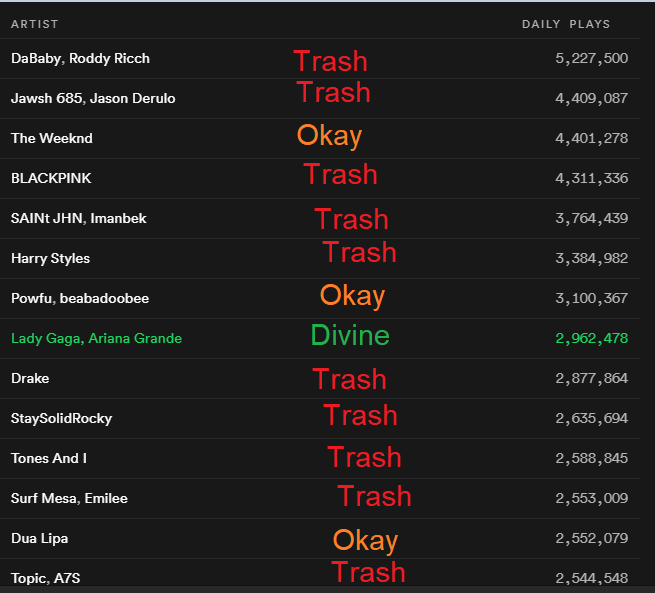 ARTIST DAILY PLAYS
DaBaby, Roddy Ricch Trash 5,227,500
Jawsh 685, Jason Derulo Trash 4,409,087
The Weeknd Okay 4,401,278
BLACKPINK Trash 4,311,336
SAINt JHN, Imanbek Trash 3,764,439
Harry Styles Trash 3,384,982
Powfu, beabadoobee Okay 3,100,367
Lady Gaga, Ariana Grande Divine 2,962,478
Drake Trash 2,877,864
StaySolidRocky Trash 2,635,694
Tones And I Trash 2,588,845
Surf Mesa, Emilee Trash 2,553,009
Dua Lipa Okay 2,552,079
Topic, A7S Trash 2,544,548